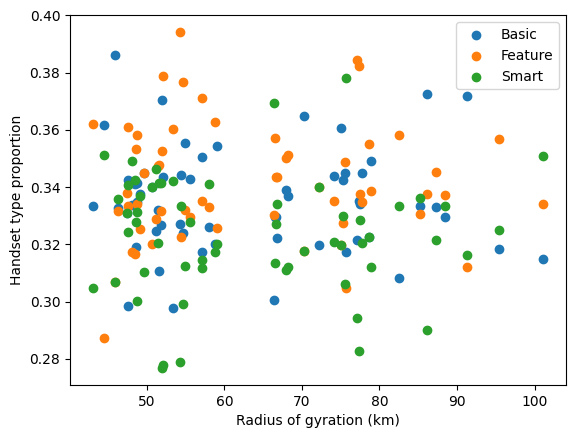 0.40
0.38
0.36
0.34
0.32
0.30
0.28
Handset type proportion
Basic
Feature
Smart
50
60
70
80
90
100
Radius of gyration (km)